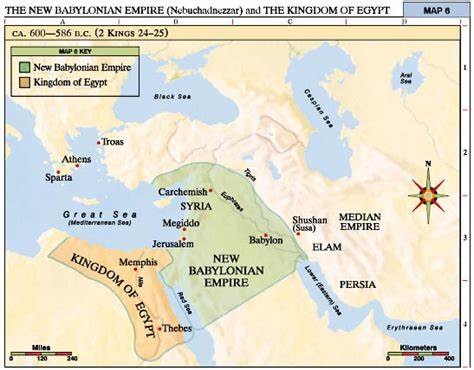 THE NEW BABYLONIAN EMPIRE (Nebuchadnezzar) and THE KINGDOM OF EGYPT
MAP 6
A
B
C
D
CA. 600—586 B.C. (2 KINGS 24-25)
MAP 6 KEY
New Babylonian Empire
Kingdom of Egypt
Black Sea
Caspian Sea
Aral
Sea
1
Troas
Athens
Sparta
2
Tigris
Euphrates
Carchemish
SYRIA
N
Great Sea
(Mediterranean Sea)
Megiddo
Jerusalem
Babylon
Shushan
(Susa)
MEDIAN
EMPIRE
ELAM
3
NEW
BABYLONIAN
EMPIRE
Memphis
Nile
KINGDOM OF EGYPT
Red Sea
Lower (Eastern) Sea
PERSIA
Thebes
Erythraean Sea
4
Miles
0 120 240
Kilometers
0 200 400